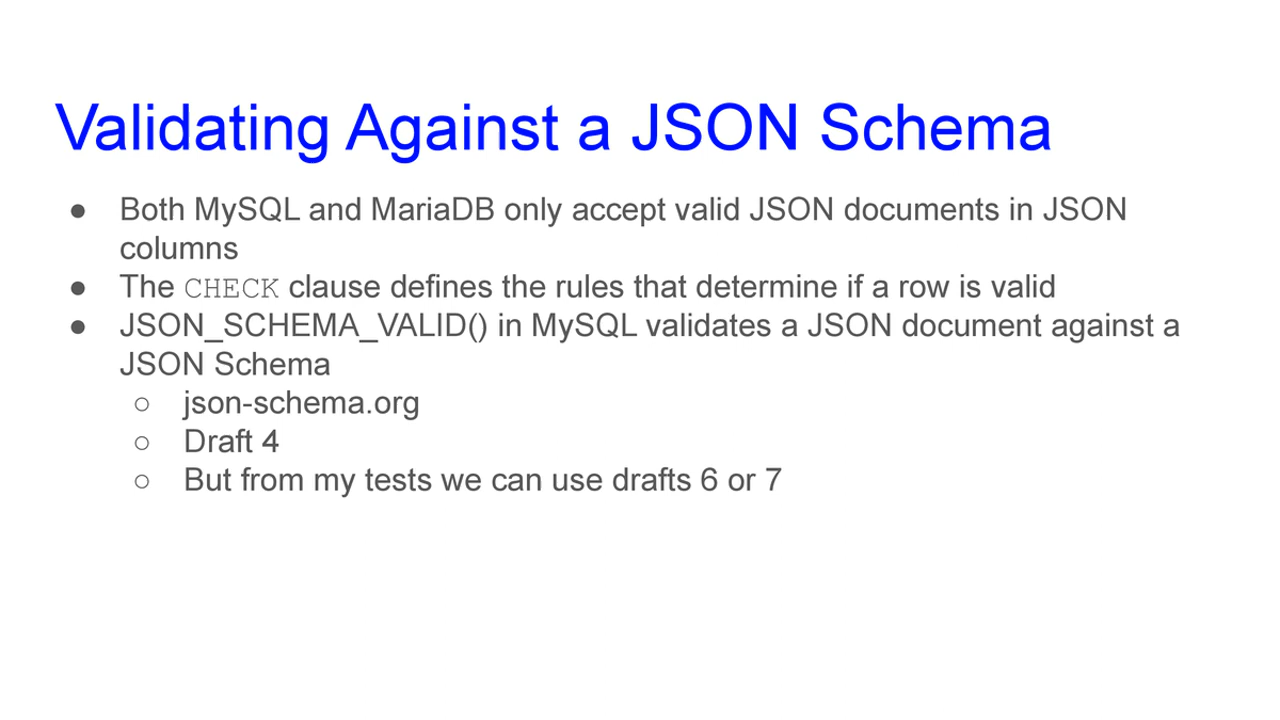 Validating Against a JSON Schema
● Both MySQL and MariaDB only accept valid JSON documents in JSON
columns
● The CHECK clause defines the rules that determine if a row is valid
● JSON_SCHEMA_VALID() in MySQL validates a JSON document against a
JSON Schema
○ json-schema.org
○ Draft 4
○ But from my tests we can use drafts 6 or 7